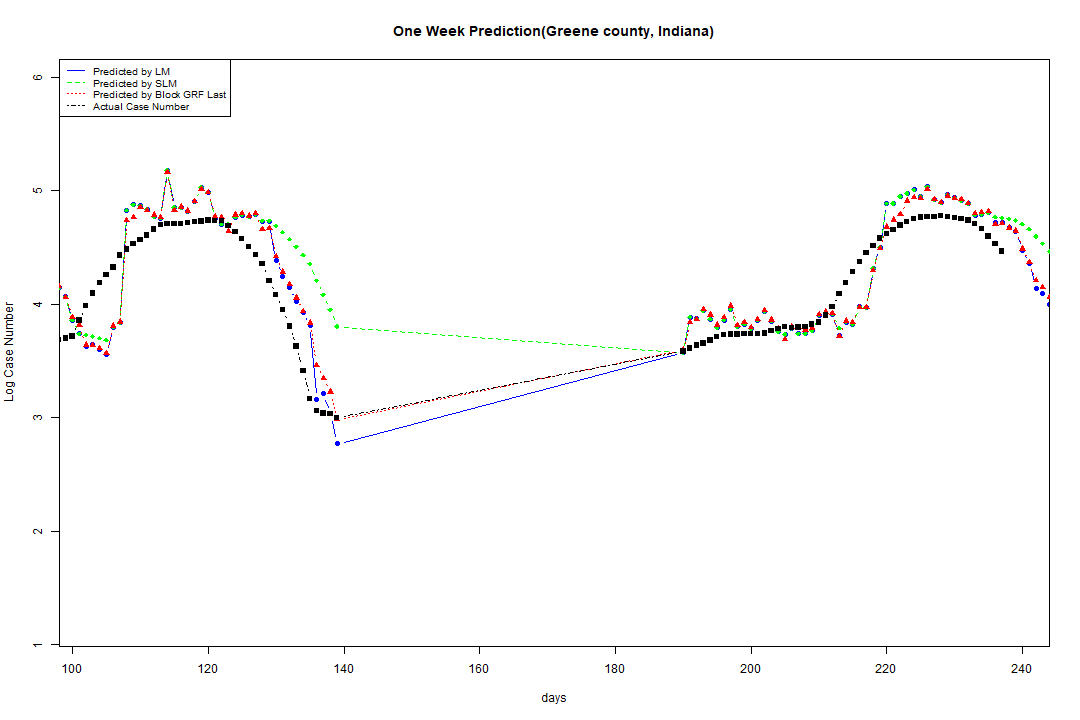 One Week Prediction(Greene county, Indiana)
Predicted by LM
Predicted by SLM
Predicted by Block GRF Last
Actual Case Number
6
5
4
3
2
1
Log Case Number
100 120 140 160 180 200 220 240
days